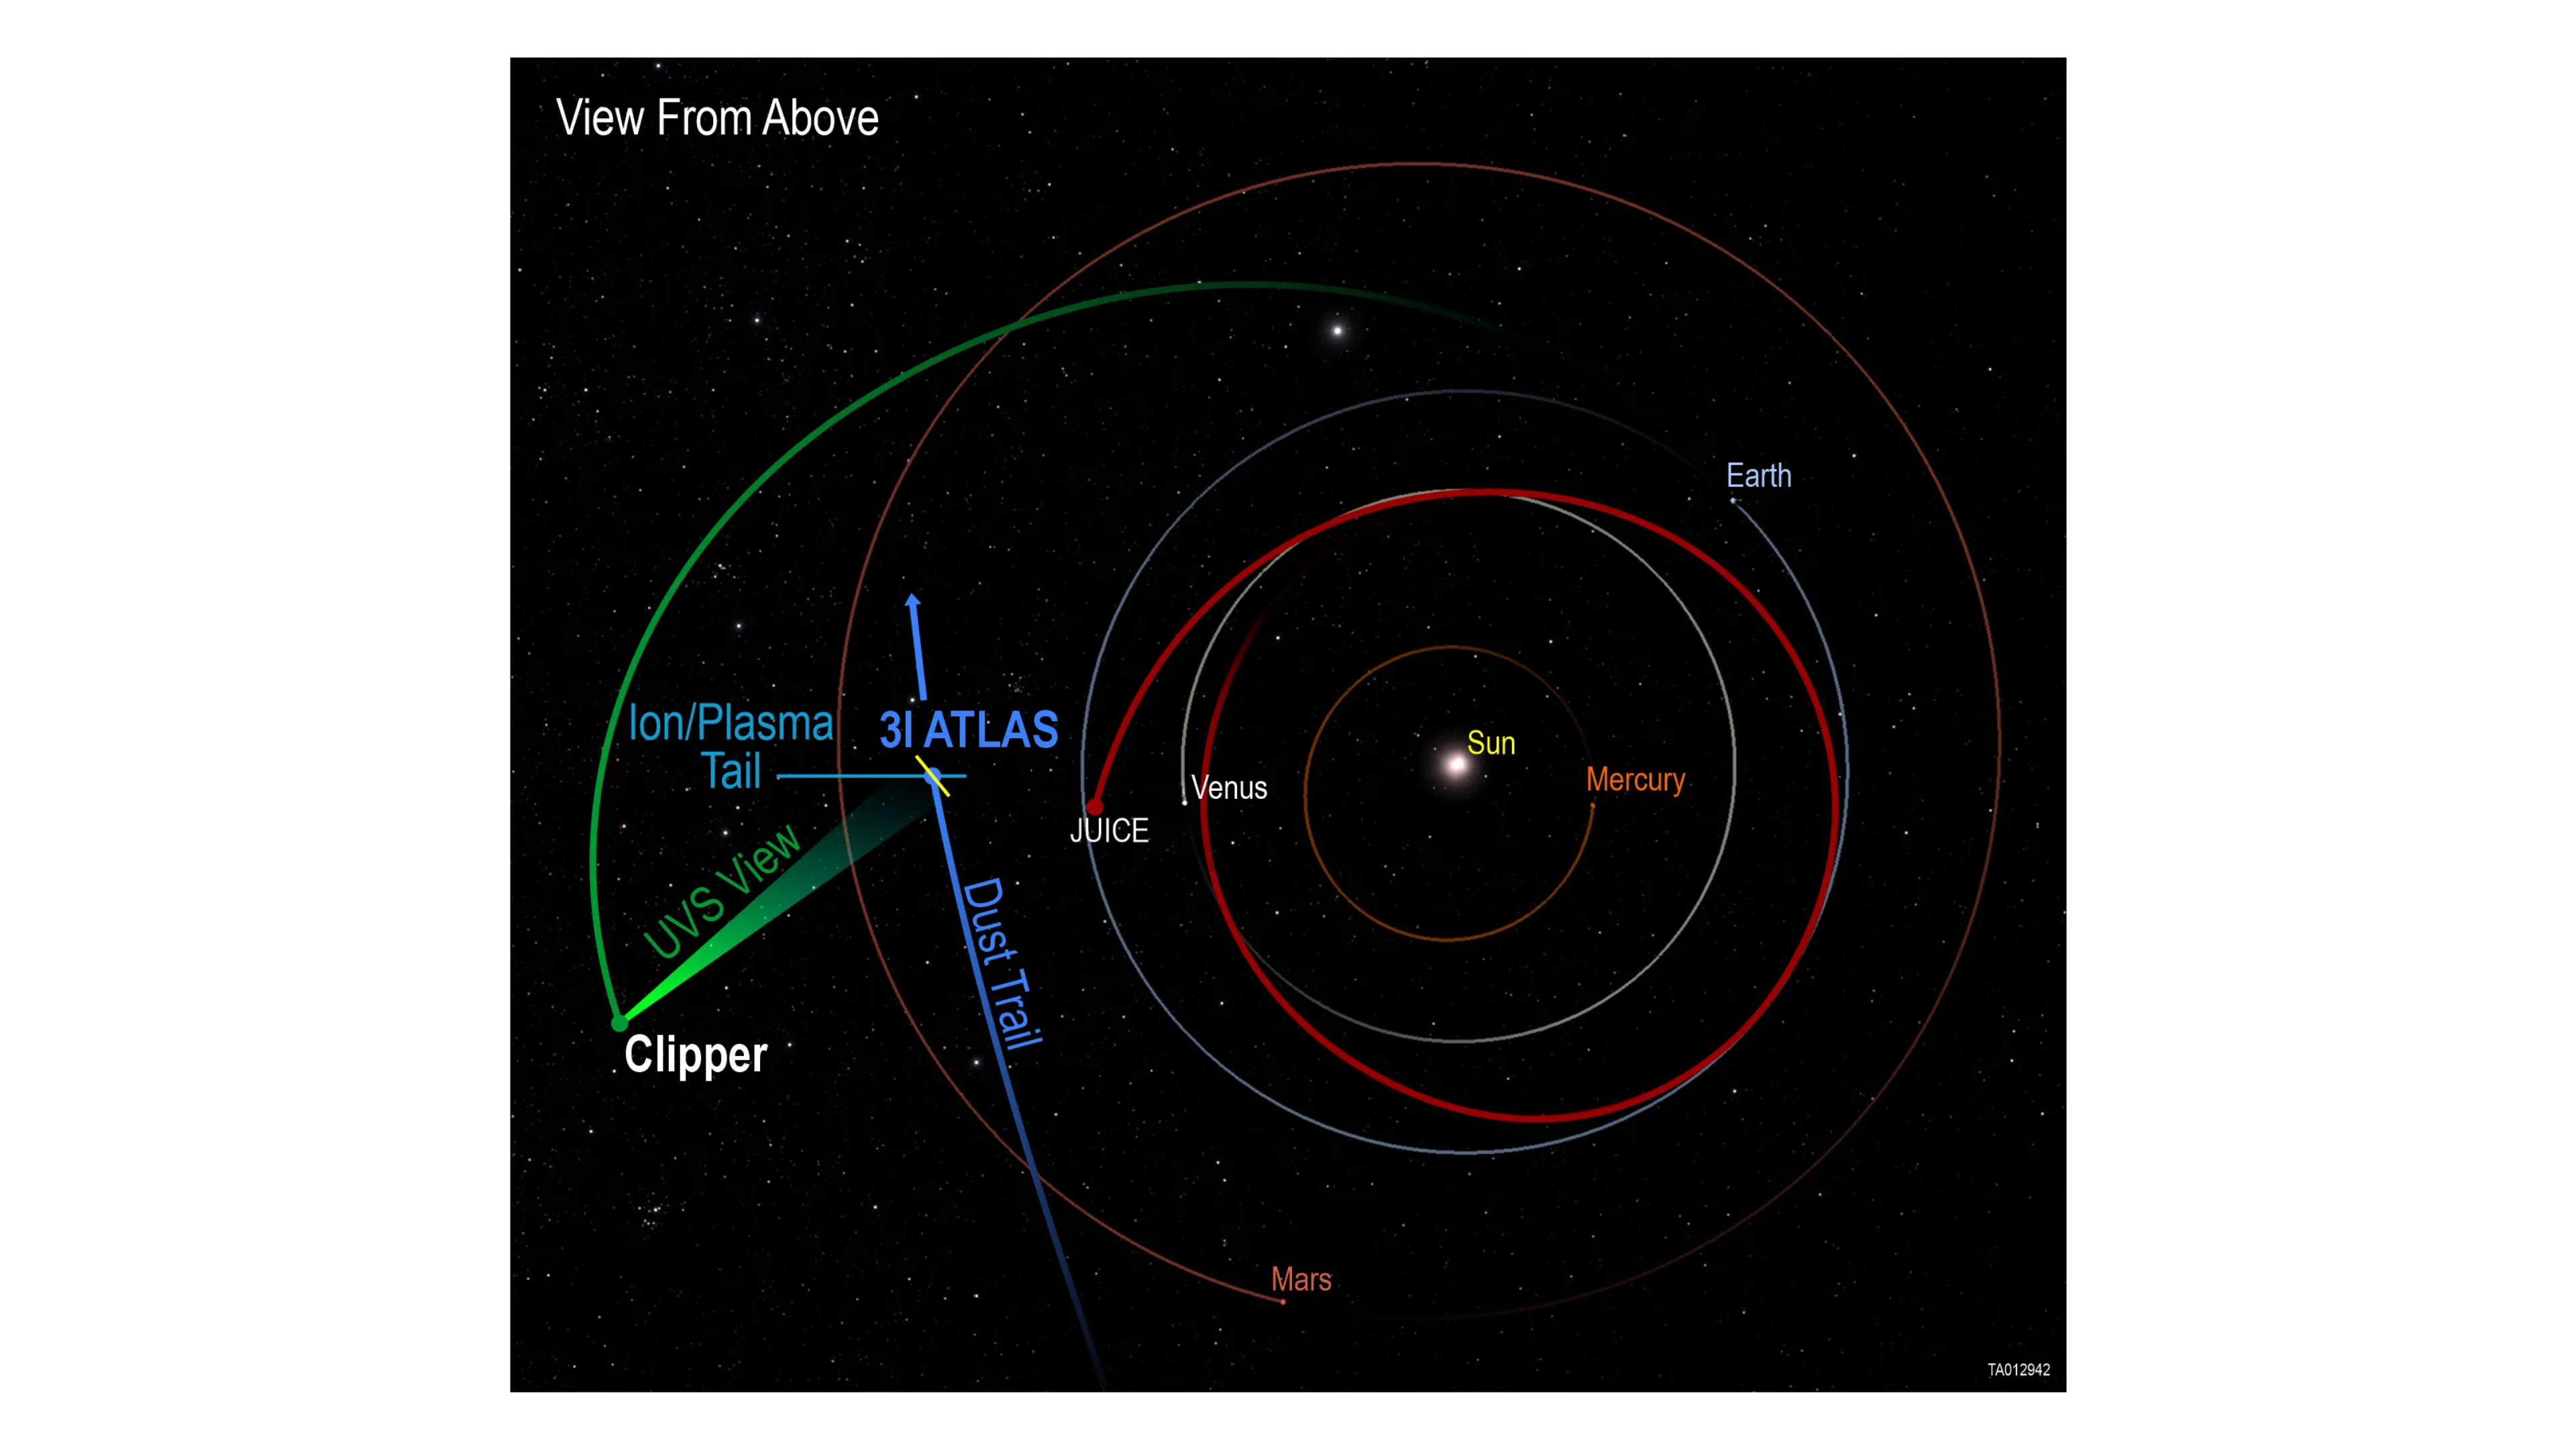 View From Above
Earth
Ion/Plasma
Tail
3I ATLAS
Sun
Mercury
Venus
JUICE
UVS View
Dust Trail
Clipper
Mars
TA012942